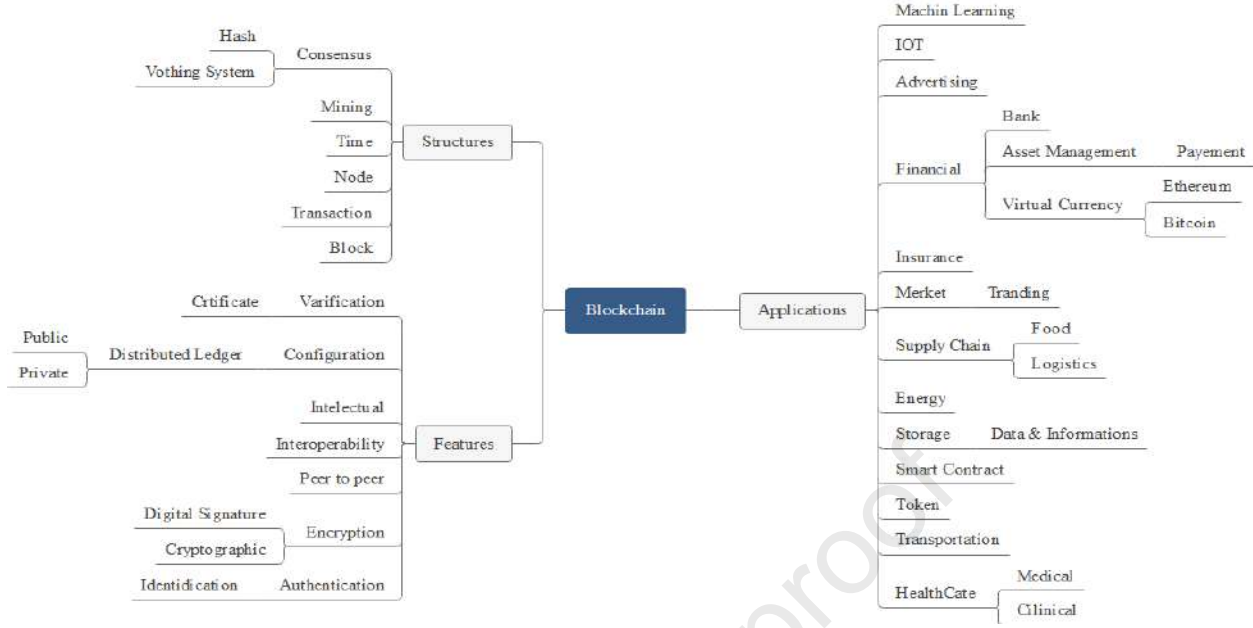 Hash
Vothing System
Consensus
Mining
Time
Node
Transaction
Block
Structures
Crtificate
Varification
Public
Private
Distributed Ledger
Configuration
Intelectual
Interoperability
Peer to peer
Digital Signature
Cryptographic
Encryption
Identidication
Authentication
Features
Blockchain
Applications
Machin Learning
IOT
Advertising
Financial
Bank
Asset Management
Payement
Virtual Currency
Ethereum
Bitcoin
Insurance
Merket
Tranding
Supply Chain
Food
Logistics
Energy
Storage
Data & Informations
Smart Contract
Token
Transportation
HealthCate
Medical
Cilinical
proof